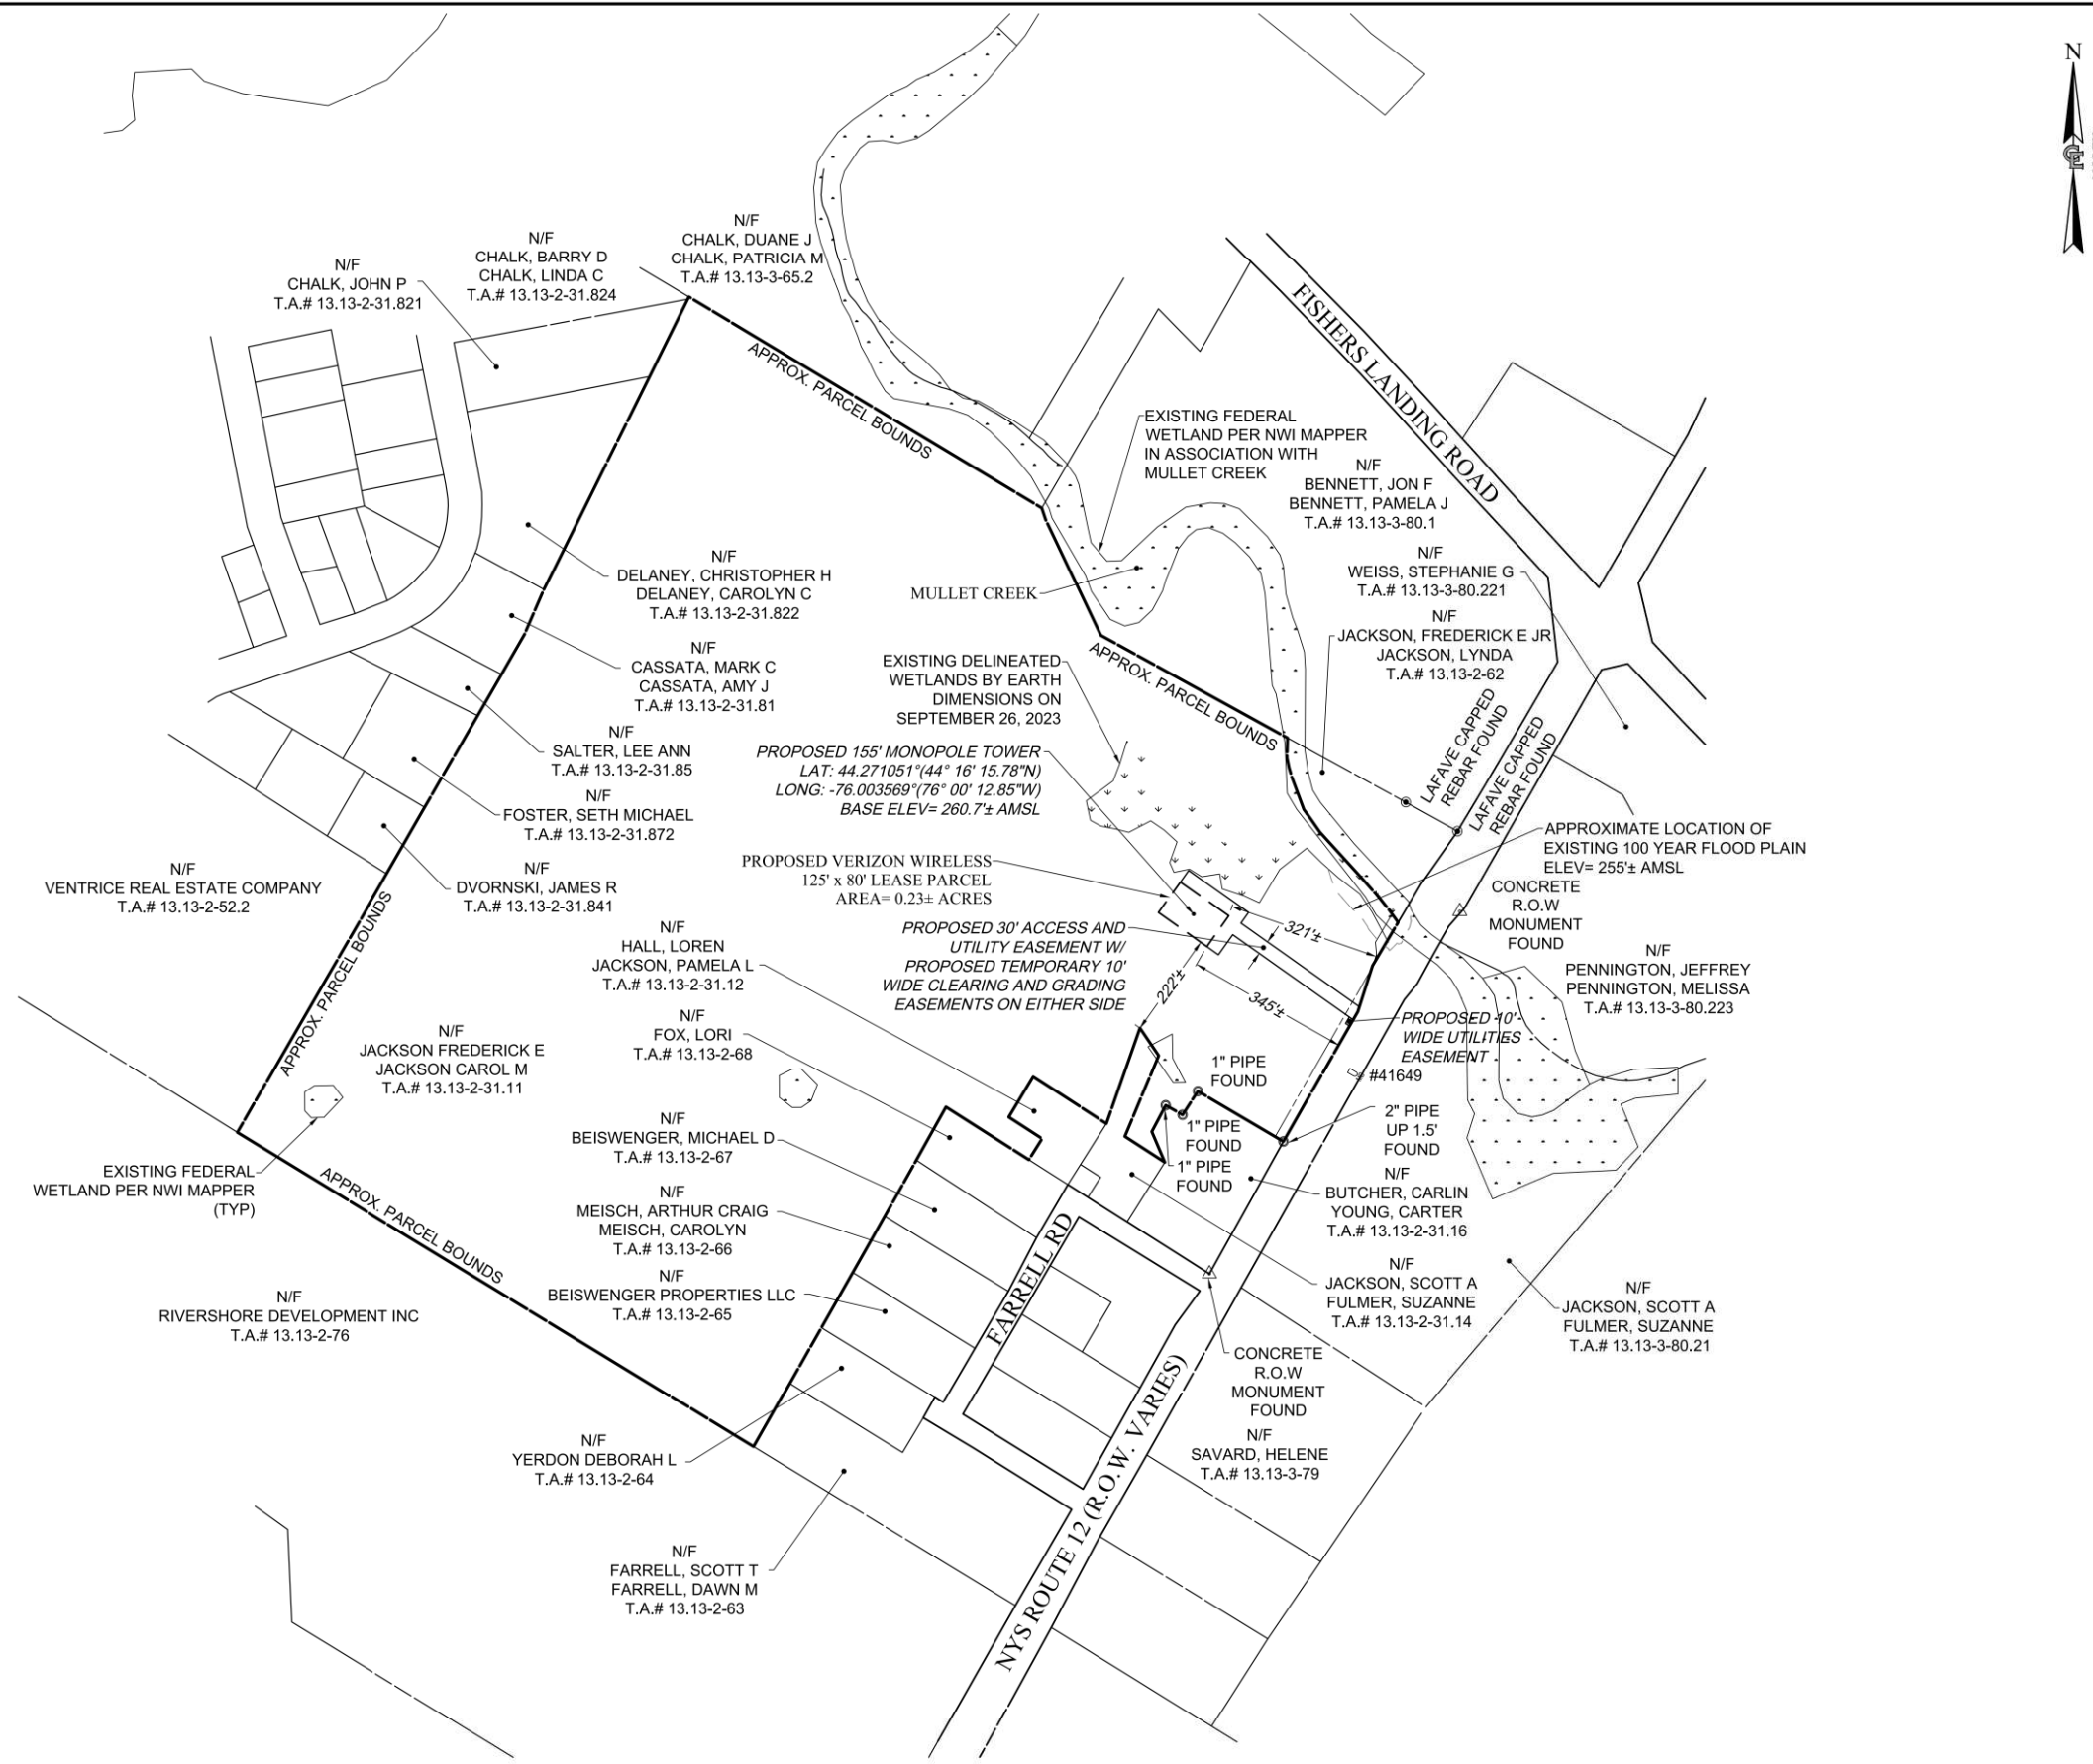 N
CE
N/F
CHALK, DUANE J
CHALK, PATRICIA M
T.A.# 13.13-3-65.2
N/F
CHALK, BARRY D
CHALK, LINDA C
T.A.# 13.13-2-31.824
N/F
CHALK, JOHN P
T.A.# 13.13-2-31.821
APPROX. PARCEL BOUNDS
FISHERS LANDING ROAD
EXISTING FEDERAL
WETLAND PER NWI MAPPER
IN ASSOCIATION WITH
MULLET CREEK
N/F
BENNETT, JON F
BENNETT, PAMELA J
T.A.# 13.13-3-80.1
N/F
WEISS, STEPHANIE G
T.A.# 13.13-3-80.221
N/F
JACKSON, FREDERICK E JR
JACKSON, LYNDA
T.A.# 13.13-2-62
N/F
DELANEY, CHRISTOPHER H
DELANEY, CAROLYN C
T.A.# 13.13-2-31.822
MULLET CREEK
N/F
CASSATA, MARK C
CASSATA, AMY J
T.A.# 13.13-2-31.81
EXISTING DELINEATED
WETLANDS BY EARTH
DIMENSIONS ON
SEPTEMBER 26, 2023
APPROX. PARCEL BOUNDS
LAFAVE CAPPED
REBAR FOUND
LAFAVE CAPPED
REBAR FOUND
N/F
SALTER, LEE ANN
T.A.# 13.13-2-31.85
PROPOSED 155' MONOPOLE TOWER
LAT: 44.271051°(44° 16' 15.78"N)
LONG: -76.003569°(76° 00' 12.85"W)
BASE ELEV= 260.7'± AMSL
N/F
FOSTER, SETH MICHAEL
T.A.# 13.13-2-31.872
APPROXIMATE LOCATION OF
EXISTING 100 YEAR FLOOD PLAIN
ELEV= 255'± AMSL
N/F
VENTRICE REAL ESTATE COMPANY
T.A.# 13.13-2-52.2
N/F
DVORNSKI, JAMES R
T.A.# 13.13-2-31.841
PROPOSED VERIZON WIRELESS
125' x 80' LEASE PARCEL
AREA= 0.23± ACRES
CONCRETE
R.O.W
MONUMENT
FOUND
APPROX. PARCEL BOUNDS
N/F
HALL, LOREN
JACKSON, PAMELA L
T.A.# 13.13-2-31.12
PROPOSED 30' ACCESS AND
UTILITY EASEMENT W/
PROPOSED TEMPORARY 10'
WIDE CLEARING AND GRADING
EASEMENTS ON EITHER SIDE
321'±
222'±
345'±
N/F
PENNINGTON, JEFFREY
PENNINGTON, MELISSA
T.A.# 13.13-3-80.223
PROPOSED 10'
WIDE UTILITIES
EASEMENT
#41649
N/F
JACKSON FREDERICK E
JACKSON CAROL M
T.A.# 13.13-2-31.11
N/F
FOX, LORI
T.A.# 13.13-2-68
1" PIPE
FOUND
1" PIPE
FOUND
1" PIPE
FOUND
2" PIPE
UP 1.5'
FOUND
N/F
BEISWENGER, MICHAEL D
T.A.# 13.13-2-67
EXISTING FEDERAL
WETLAND PER NWI MAPPER
(TYP)
APPROX. PARCEL BOUNDS
N/F
MEISCH, ARTHUR CRAIG
MEISCH, CAROLYN
T.A.# 13.13-2-66
N/F
BUTCHER, CARLIN
YOUNG, CARTER
T.A.# 13.13-2-31.16
FARRELL RD
N/F
BEISWENGER PROPERTIES LLC
T.A.# 13.13-2-65
N/F
JACKSON, SCOTT A
FULMER, SUZANNE
T.A.# 13.13-2-31.14
N/F
JACKSON, SCOTT A
FULMER, SUZANNE
T.A.# 13.13-3-80.21
N/F
RIVERSHORE DEVELOPMENT INC
T.A.# 13.13-2-76
CONCRETE
R.O.W
MONUMENT
FOUND
NYS ROUTE 12 (R.O.W. VARIES)
N/F
YERDON DEBORAH L
T.A.# 13.13-2-64
N/F
SAVARD, HELENE
T.A.# 13.13-3-79
N/F
FARRELL, SCOTT T
FARRELL, DAWN M
T.A.# 13.13-2-63